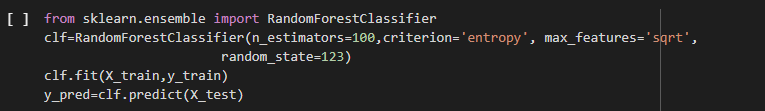 [ ] from sklearn.ensemble import RandomForestClassifier
clf=RandomForestClassifier(n_estimators=100,criterion='entropy', max_features='sqrt',
random_state=123)
clf.fit(X_train,y_train)
y_pred=clf.predict(X_test)